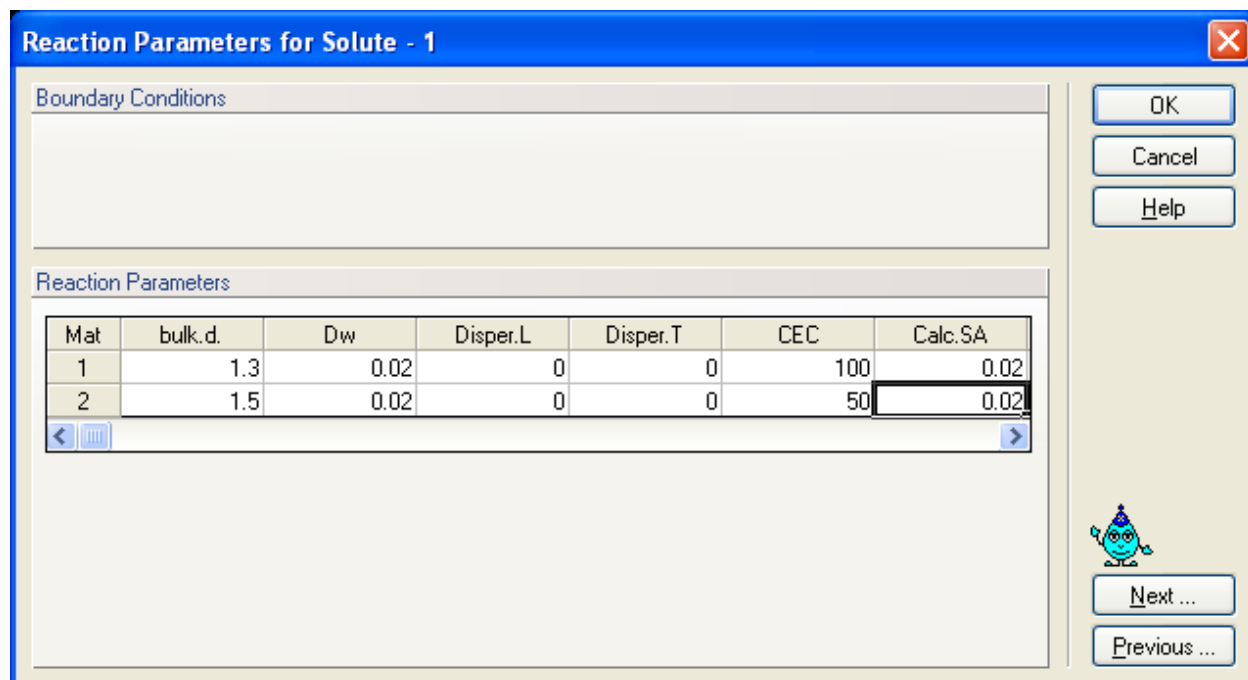 Reaction Parameters for Solute - 1
Boundary Conditions
OK
Cancel
Help
Reaction Parameters
Mat bulk.d. Dw Disper.L Disper.T CEC Calc.SA
1 1.3 0.02 0 0 100 0.02
2 1.5 0.02 0 0 50 0.02
Next ...
Previous ...